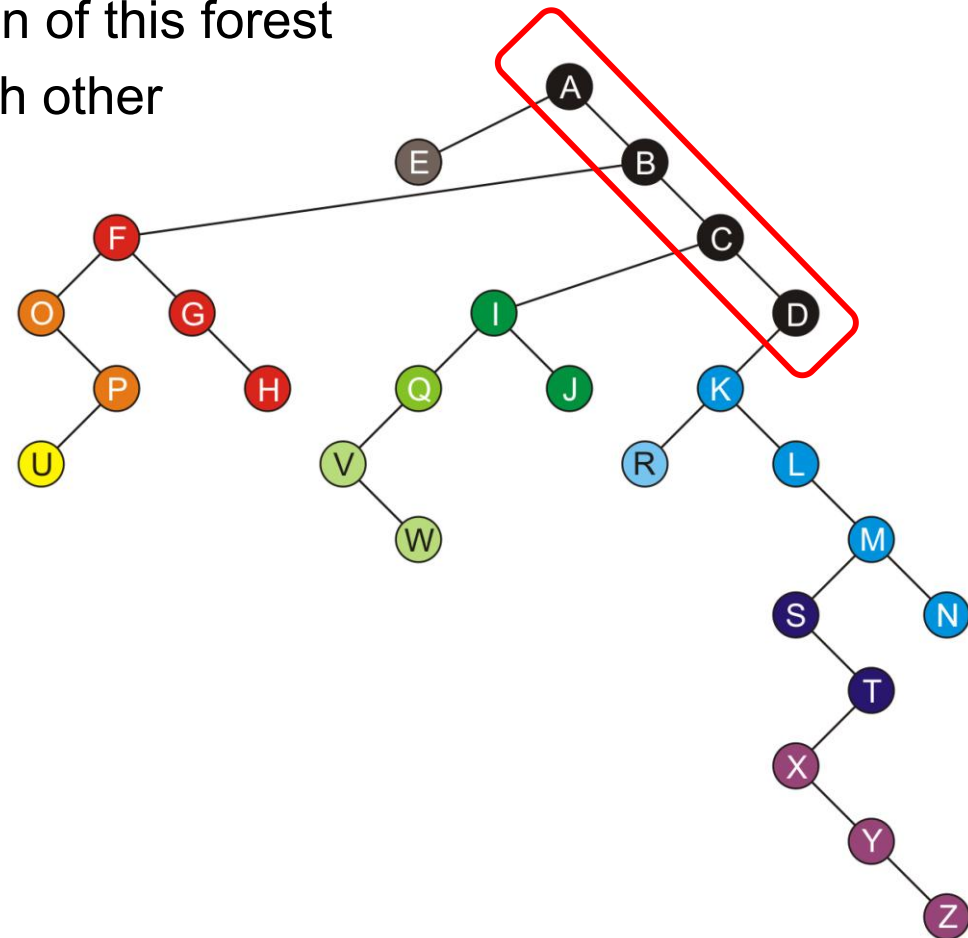 n of this forest
h other
A
E B
F C
O G I D
P H Q J K
U V R L
W M
S N
T
X
Y
Z